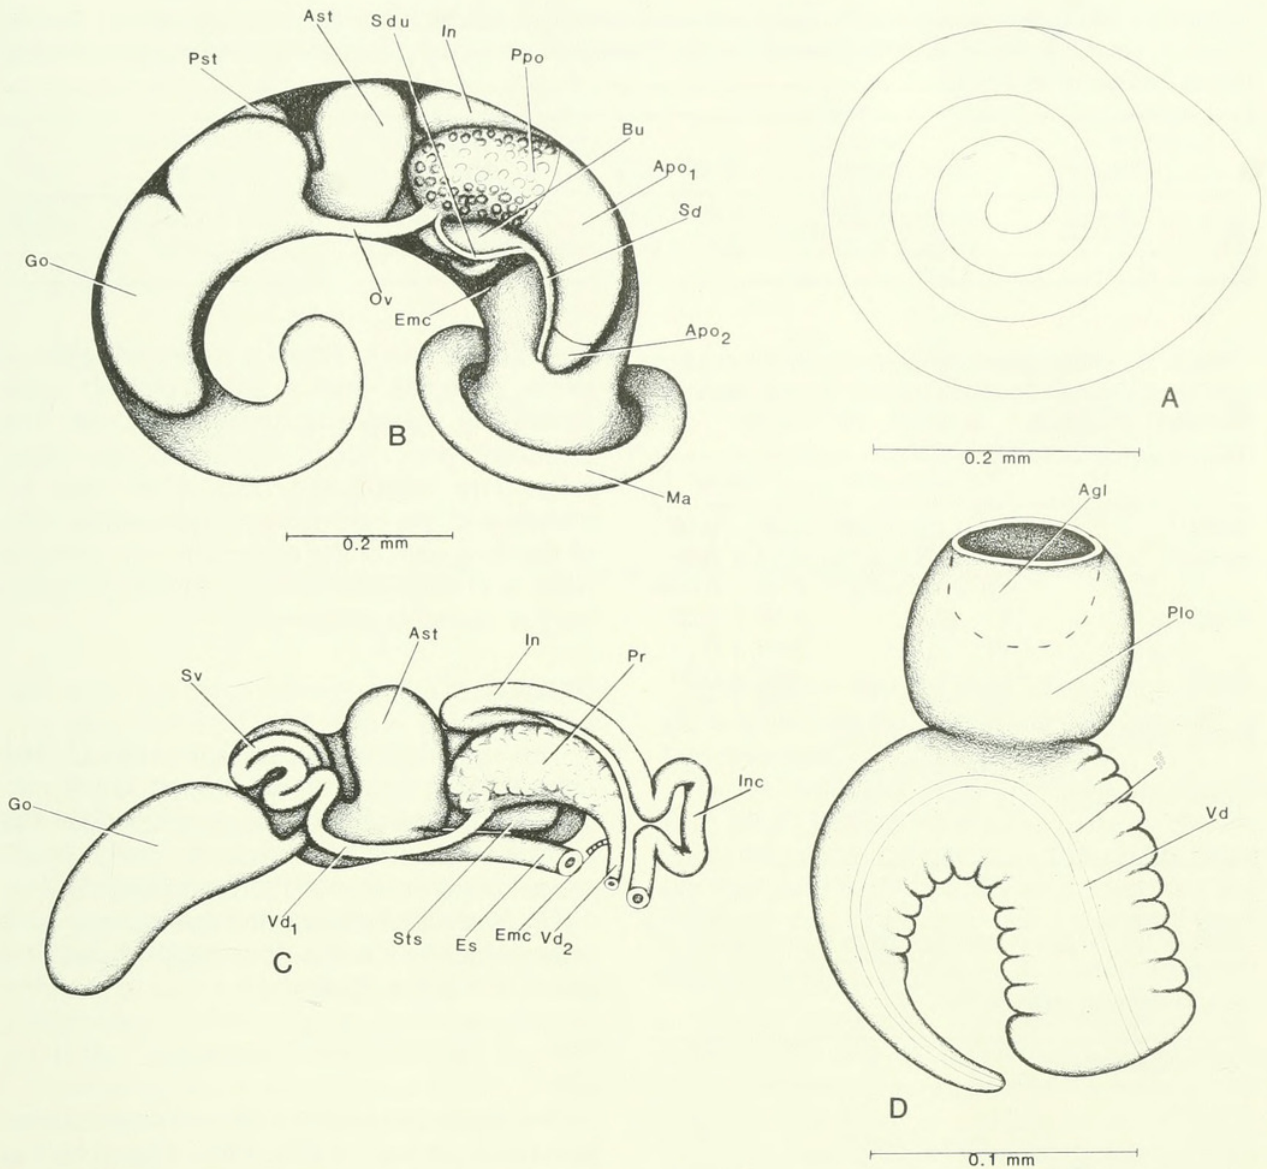 Ast
Sdu
In
Ppo
Pst
Bu
Apo1
Sd
Go
Ov
Emc
Apo2
B
Ma
0.2 mm
A
0.2 mm
Ast
In
Pr
Sv
Inc
Go
Vd1
Sts
Es
Emc
Vd2
C
Agl
Plo
Vd
D
0.1 mm